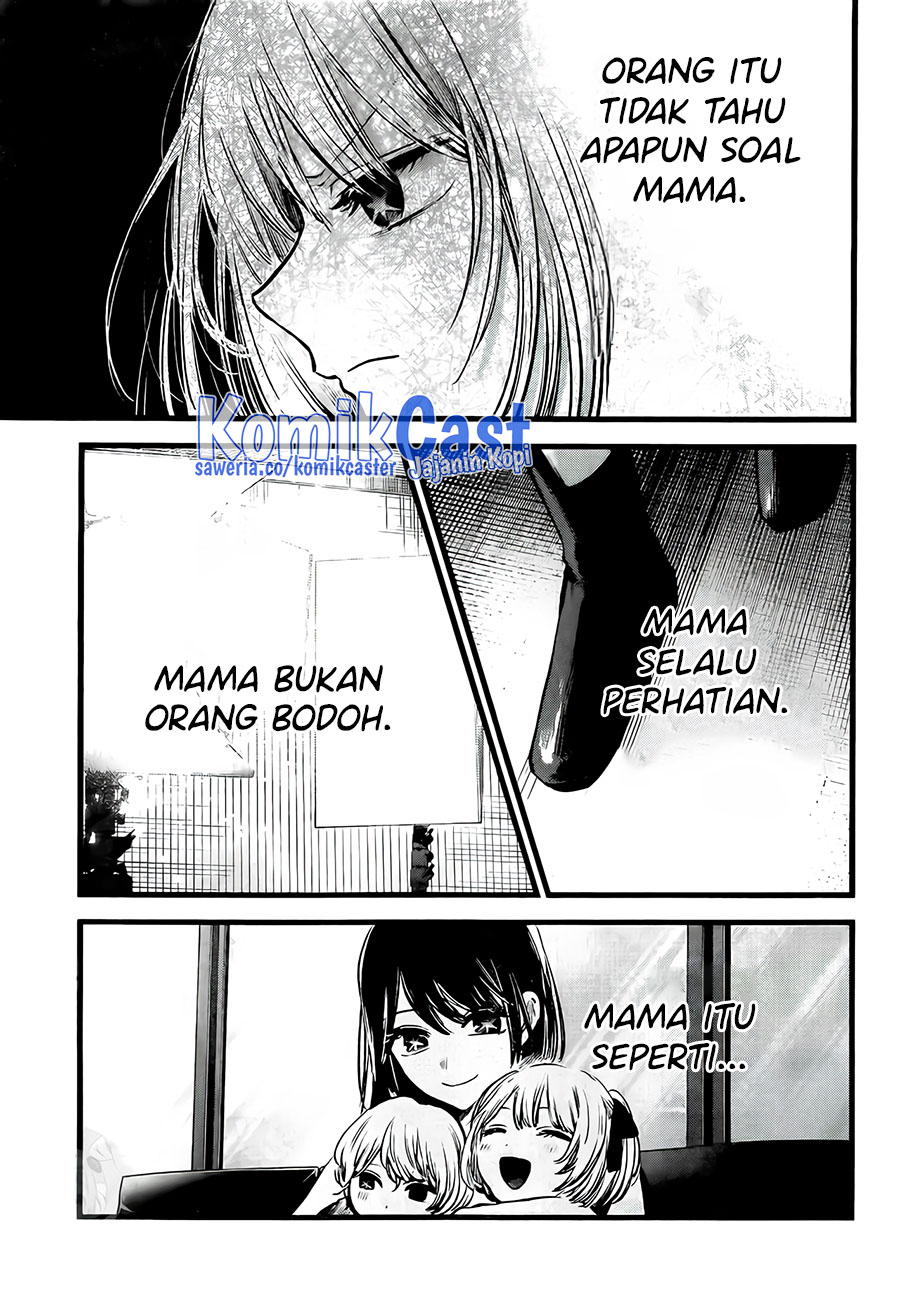 ORANG ITU
TIDAK TAHU
APAPUN SOAL
MAMA.
KomikCast
saweria.co/komikcaster Jajanin Kopi
MAMA
SELALU
PERHATIAN.
MAMA BUKAN
ORANG BODOH.
MAMA ITU
SEPERTI...